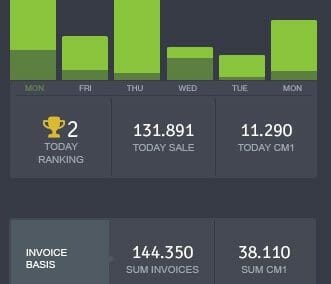 MON FRI THU WED TUE MON
2 131.891 11.290
TODAY RANKING TODAY SALE TODAY CM1
INVOICE BASIS 144.350 38.110
SUM INVOICES SUM CM1